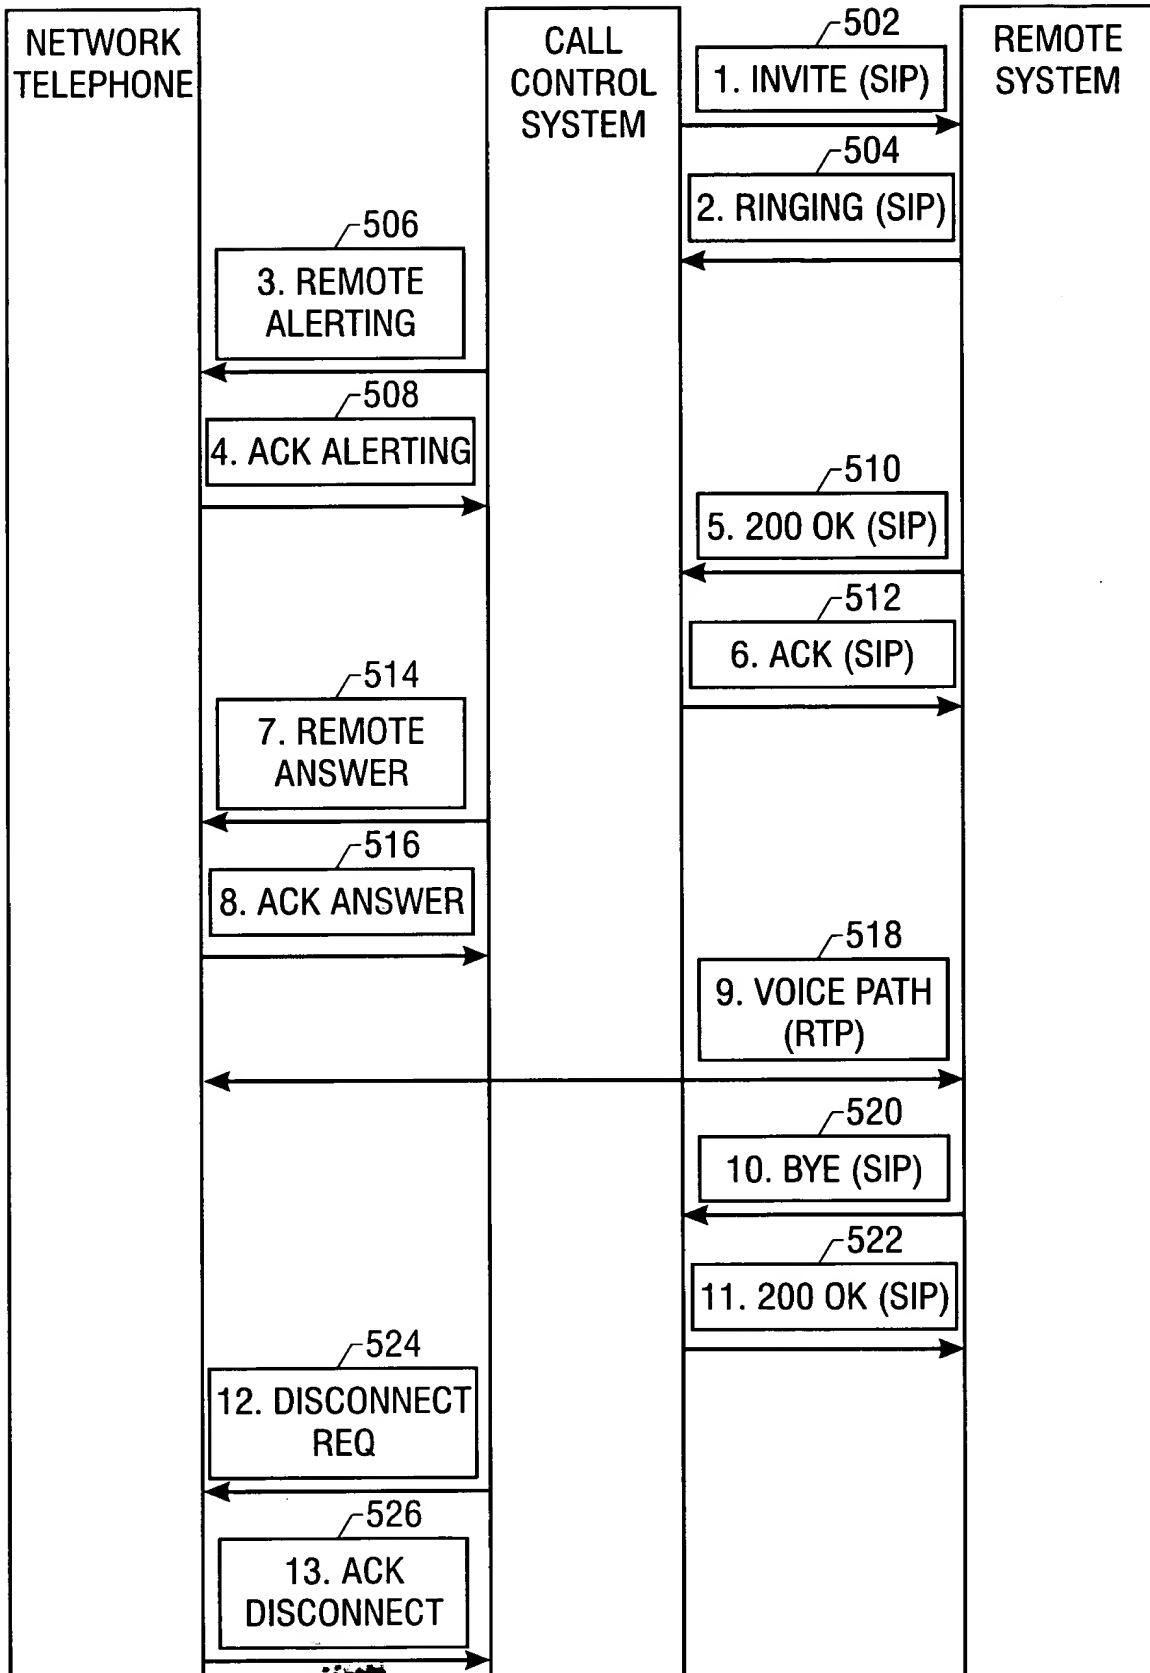 NETWORK
TELEPHONE
CALL
CONTROL
SYSTEM
REMOTE
SYSTEM
502
1. INVITE (SIP)
504
2. RINGING (SIP)
506
3. REMOTE
ALERTING
508
4. ACK ALERTING
510
5. 200 OK (SIP)
512
6. ACK (SIP)
514
7. REMOTE
ANSWER
516
8. ACK ANSWER
518
9. VOICE PATH
(RTP)
520
10. BYE (SIP)
522
11. 200 OK (SIP)
524
12. DISCONNECT
REQ
526
13. ACK
DISCONNECT